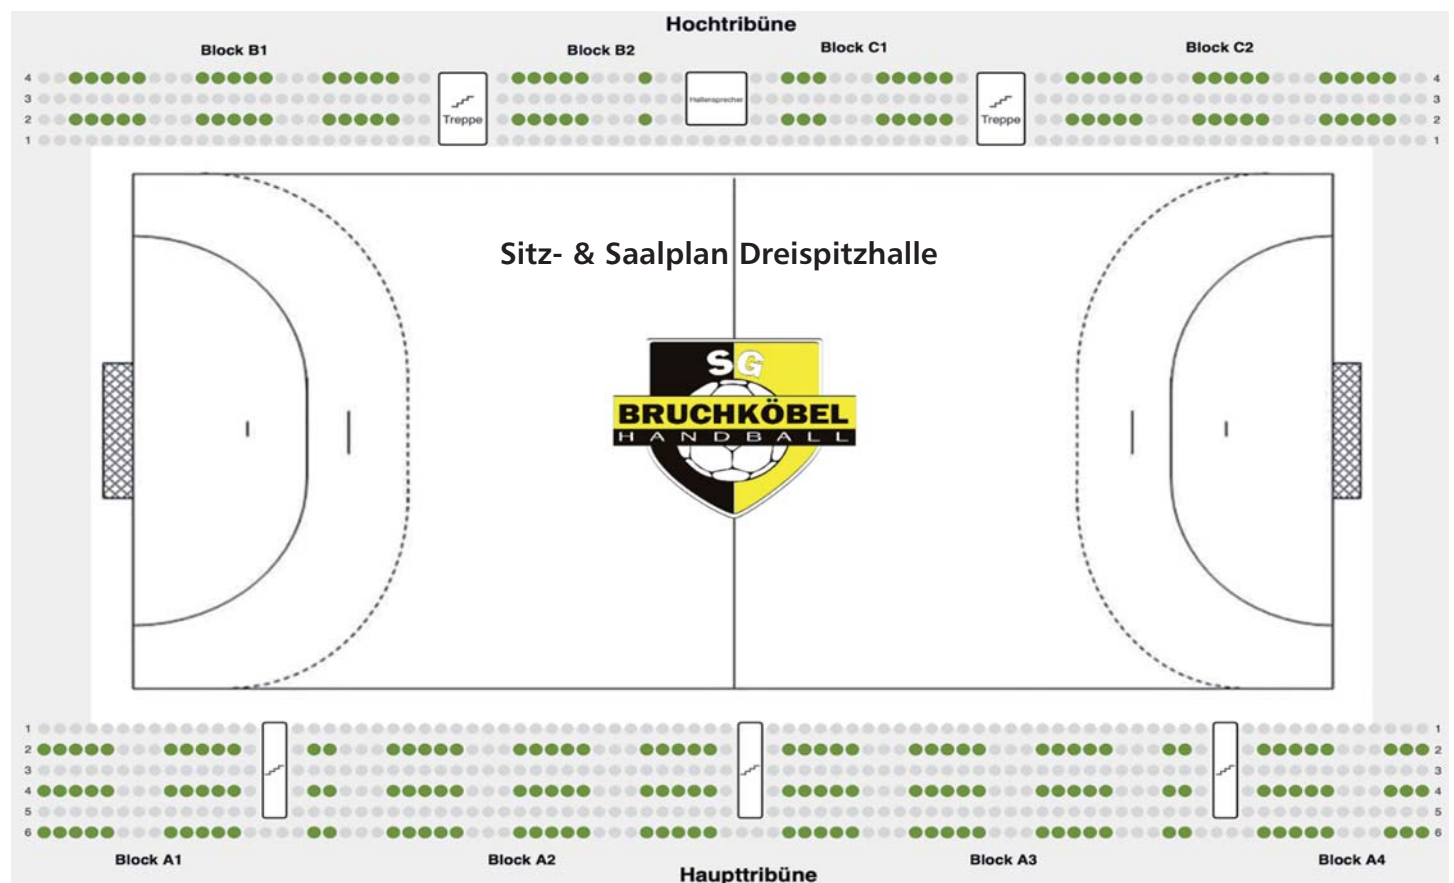 Hochtribüne
Block B1 Block B2 Block C1 Block C2
4 4
3 Hallensprecher 3
2 Treppe Treppe 2
1 1
Sitz- & Saalplan Dreispitzhalle
SG
BRUCHKÖBEL
HANDBALL
1 1
2 2
3 3
4 4
5 5
6 6
Block A1 Block A2 Block A3 Block A4
Haupttribüne